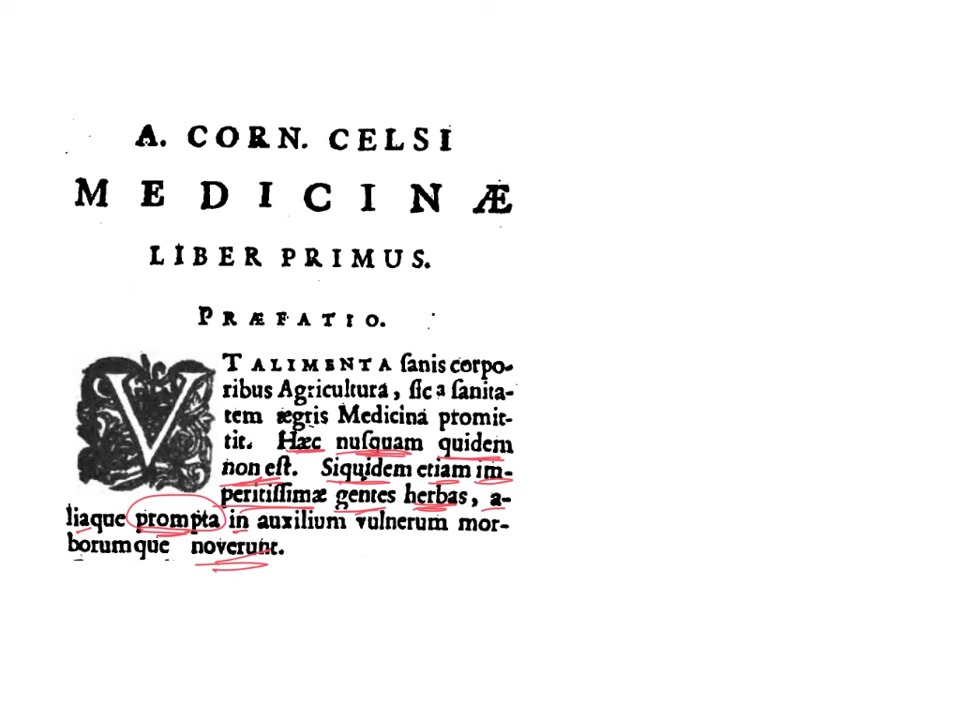 A. CORN. CELSI
MEDICINÆ
LIBER PRIMUS.
PRÆFATIO.
VT ALIMENTA ſanis corpo-
ribus Agricultura, ſic a ſanita-
tem ægris Medicina promit-
tit. Hæc nuſquam quidem
non eſt. Siquidem etiam im-
peritiſſimæ gentes herbas, a-
liaque prompta in auxilium vulnerum mor-
borumque noverunt.